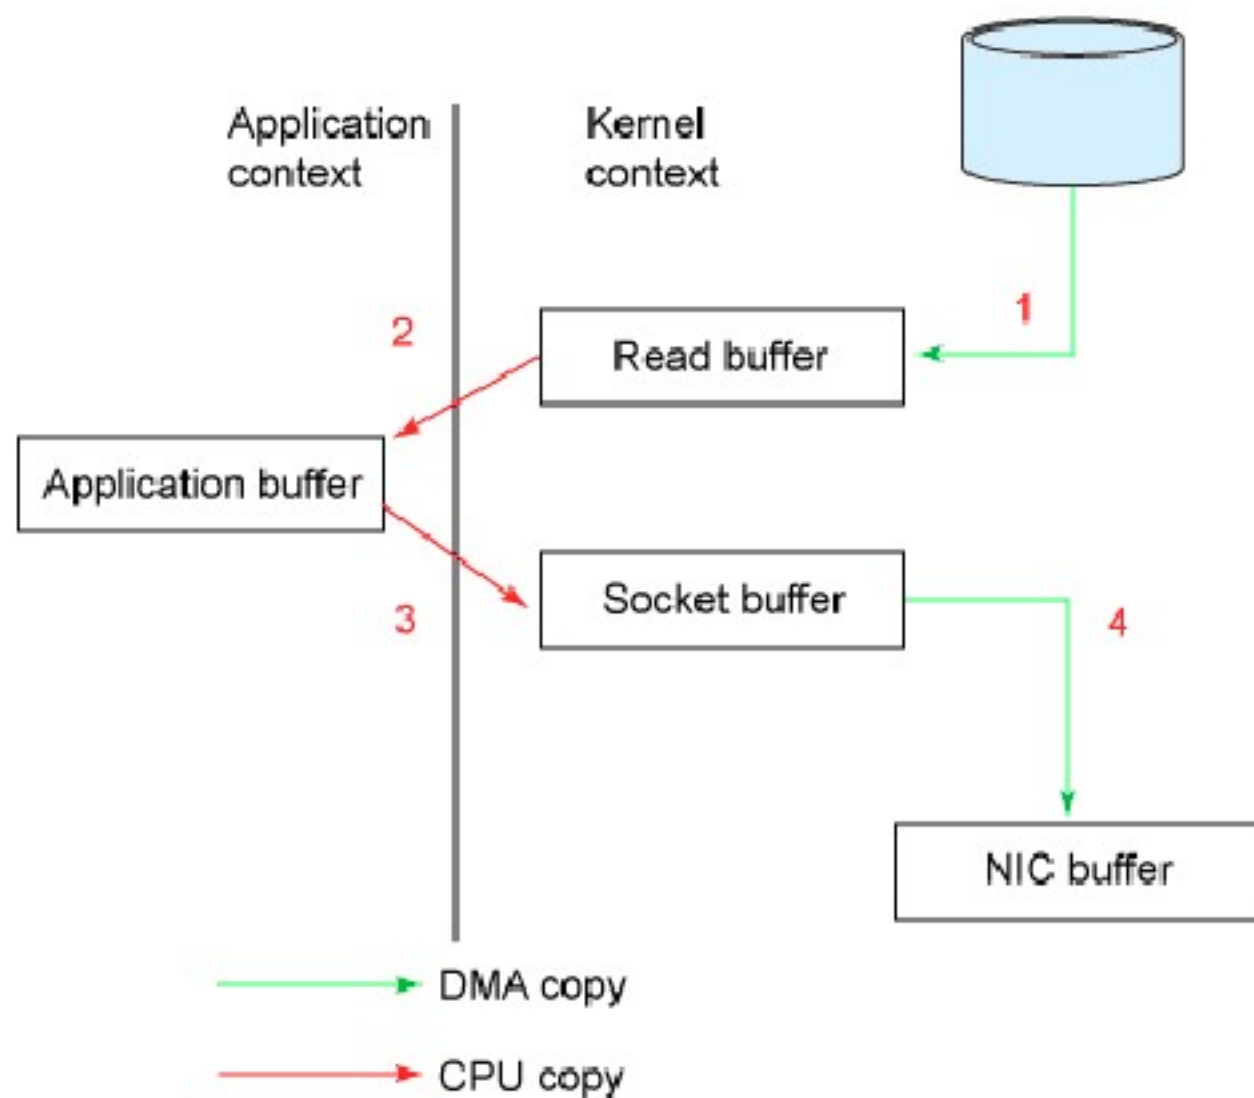 Application
context
Kernel
context
1
2
Read buffer
Application buffer
Socket buffer
3
4
NIC buffer
DMA copy
CPU copy